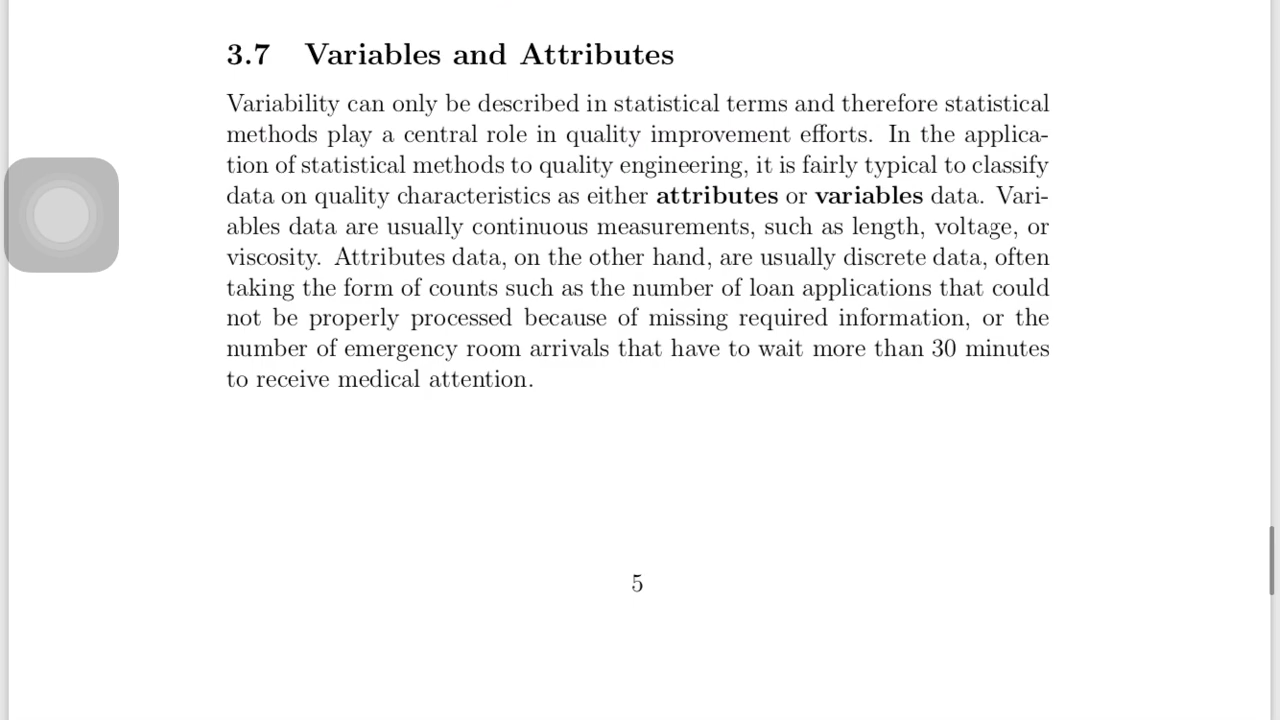 3.7 Variables and Attributes
Variability can only be described in statistical terms and therefore statistical
methods play a central role in quality improvement efforts. In the applica-
tion of statistical methods to quality engineering, it is fairly typical to classify
data on quality characteristics as either attributes or variables data. Vari-
ables data are usually continuous measurements, such as length, voltage, or
viscosity. Attributes data, on the other hand, are usually discrete data, often
taking the form of counts such as the number of loan applications that could
not be properly processed because of missing required information, or the
number of emergency room arrivals that have to wait more than 30 minutes
to receive medical attention.
5